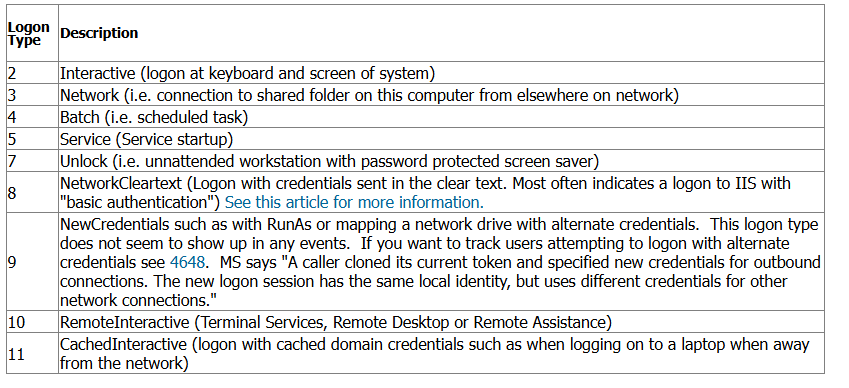 Logon Type Description
2 Interactive (logon at keyboard and screen of system)
3 Network (i.e. connection to shared folder on this computer from elsewhere on network)
4 Batch (i.e. scheduled task)
5 Service (Service startup)
7 Unlock (i.e. unnattended workstation with password protected screen saver)
8 NetworkCleartext (Logon with credentials sent in the clear text. Most often indicates a logon to IIS with
"basic authentication") See this article for more information.
9 NewCredentials such as with RunAs or mapping a network drive with alternate credentials.  This logon type
does not seem to show up in any events.  If you want to track users attempting to logon with alternate
credentials see 4648.  MS says "A caller cloned its current token and specified new credentials for outbound
connections. The new logon session has the same local identity, but uses different credentials for other
network connections."
10 RemoteInteractive (Terminal Services, Remote Desktop or Remote Assistance)
11 CachedInteractive (logon with cached domain credentials such as when logging on to a laptop when away
from the network)